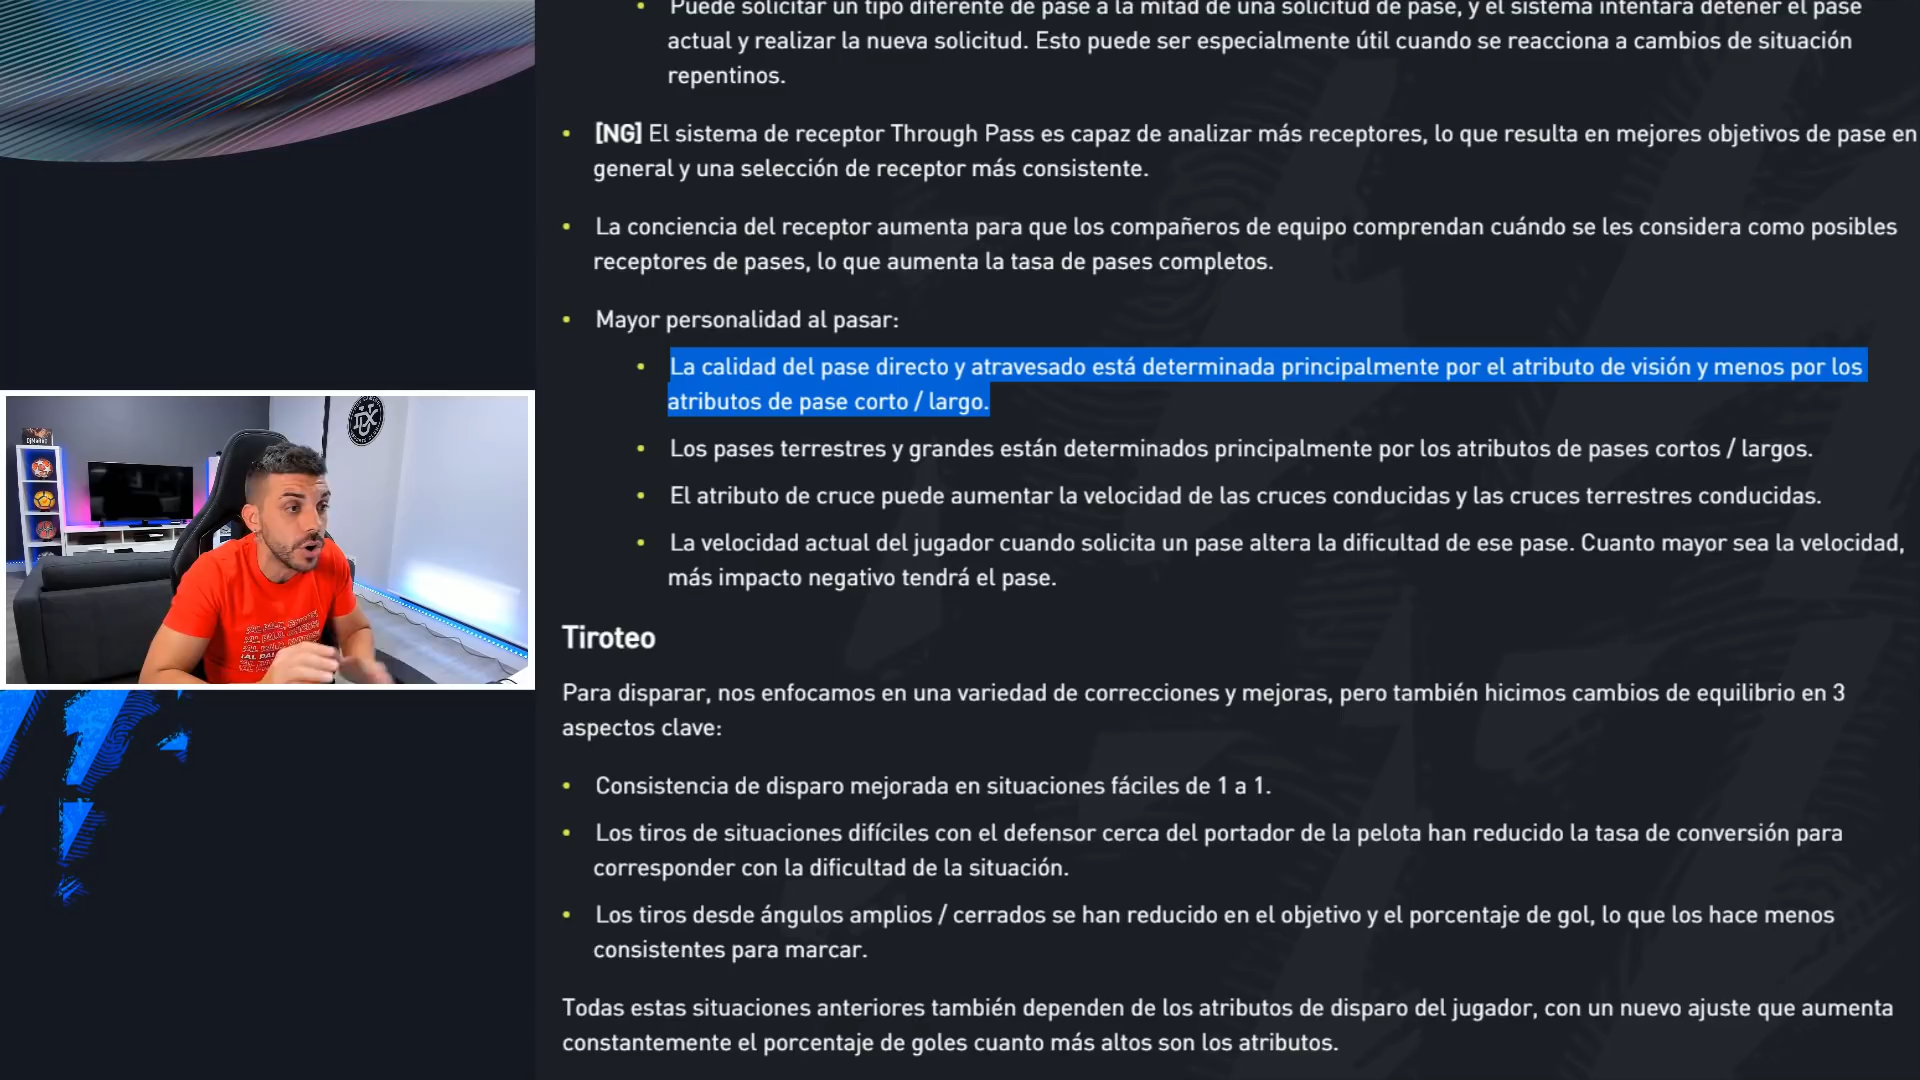 Puede solicitar un tipo diferente de pase a la mitad de una solicitud de pase, y el sistema intentará detener el pase
actual y realizar la nueva solicitud. Esto puede ser especialmente útil cuando se reacciona a cambios de situación
repentinos.
[NG] El sistema de receptor Through Pass es capaz de analizar más receptores, lo que resulta en mejores objetivos de pase en
general y una selección de receptor más consistente.
La conciencia del receptor aumenta para que los compañeros de equipo comprendan cuándo se les considera como posibles
receptores de pases, lo que aumenta la tasa de pases completos.
Mayor personalidad al pasar:
La calidad del pase directo y atravesado está determinada principalmente por el atributo de visión y menos por los
atributos de pase corto / largo.
Los pases terrestres y grandes están determinados principalmente por los atributos de pases cortos / largos.
El atributo de cruce puede aumentar la velocidad de las cruces conducidas y las cruces terrestres conducidas.
La velocidad actual del jugador cuando solicita un pase altera la dificultad de ese pase. Cuanto mayor sea la velocidad,
más impacto negativo tendrá el pase.
Tiroteo
Para disparar, nos enfocamos en una variedad de correcciones y mejoras, pero también hicimos cambios de equilibrio en 3
aspectos clave:
Consistencia de disparo mejorada en situaciones fáciles de 1 a 1.
Los tiros de situaciones difíciles con el defensor cerca del portador de la pelota han reducido la tasa de conversión para
corresponder con la dificultad de la situación.
Los tiros desde ángulos amplios / cerrados se han reducido en el objetivo y el porcentaje de gol, lo que los hace menos
consistentes para marcar.
Todas estas situaciones anteriores también dependen de los atributos de disparo del jugador, con un nuevo ajuste que aumenta
constantemente el porcentaje de goles cuanto más altos son los atributos.